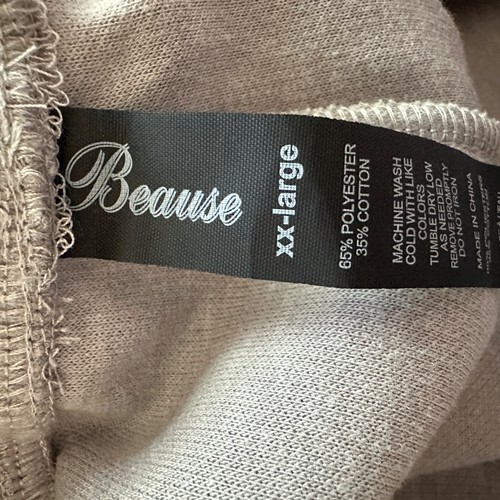 Beause
xx-large
65% POLYESTER
35% COTTON
MACHINE WASH
COLD WITH LIKE
COLORS
TUMBLE DRY LOW
AS NEEDED
REMOVE PROMPTLY
DO NOT IRON
MADE IN CHINA